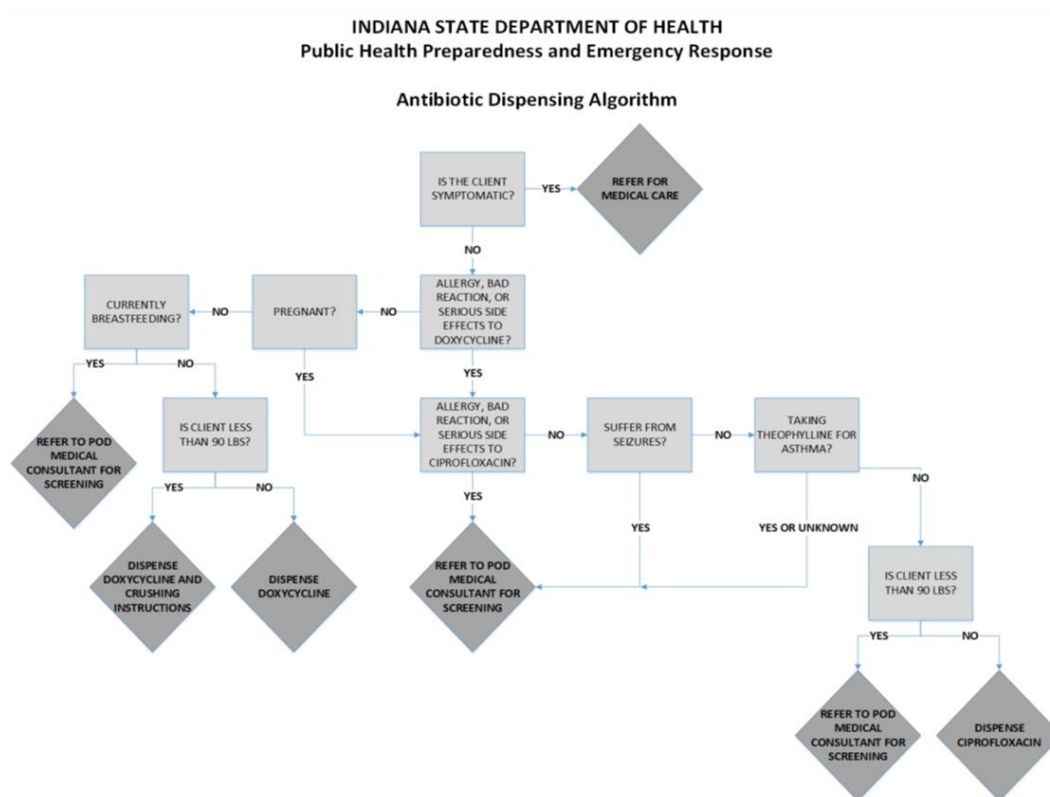 INDIANA STATE DEPARTMENT OF HEALTH
Public Health Preparedness and Emergency Response
Antibiotic Dispensing Algorithm
IS THE CLIENT
SYMPTOMATIC?
YES
REFER FOR
MEDICAL CARE
NO
ALLERGY, BAD
REACTION, OR
SERIOUS SIDE
EFFECTS TO
DOXYCYCLINE?
NO
PREGNANT?
NO
CURRENTLY
BREASTFEEDING?
YES
NO
YES
YES
REFER TO POD
MEDICAL
CONSULTANT FOR
SCREENING
IS CLIENT LESS
THAN 90 LBS?
YES
NO
DISPENSE
DOXYCYCLINE AND
CRUSHING
INSTRUCTIONS
DISPENSE
DOXYCYCLINE
ALLERGY, BAD
REACTION, OR
SERIOUS SIDE
EFFECTS TO
CIPROFLOXACIN?
NO
SUFFER FROM
SEIZURES?
NO
TAKING
THEOPHYLLINE FOR
ASTHMA?
NO
YES
YES
YES OR UNKNOWN
REFER TO POD
MEDICAL
CONSULTANT FOR
SCREENING
IS CLIENT LESS
THAN 90 LBS?
YES
NO
REFER TO POD
MEDICAL
CONSULTANT FOR
SCREENING
DISPENSE
CIPROFLOXACIN